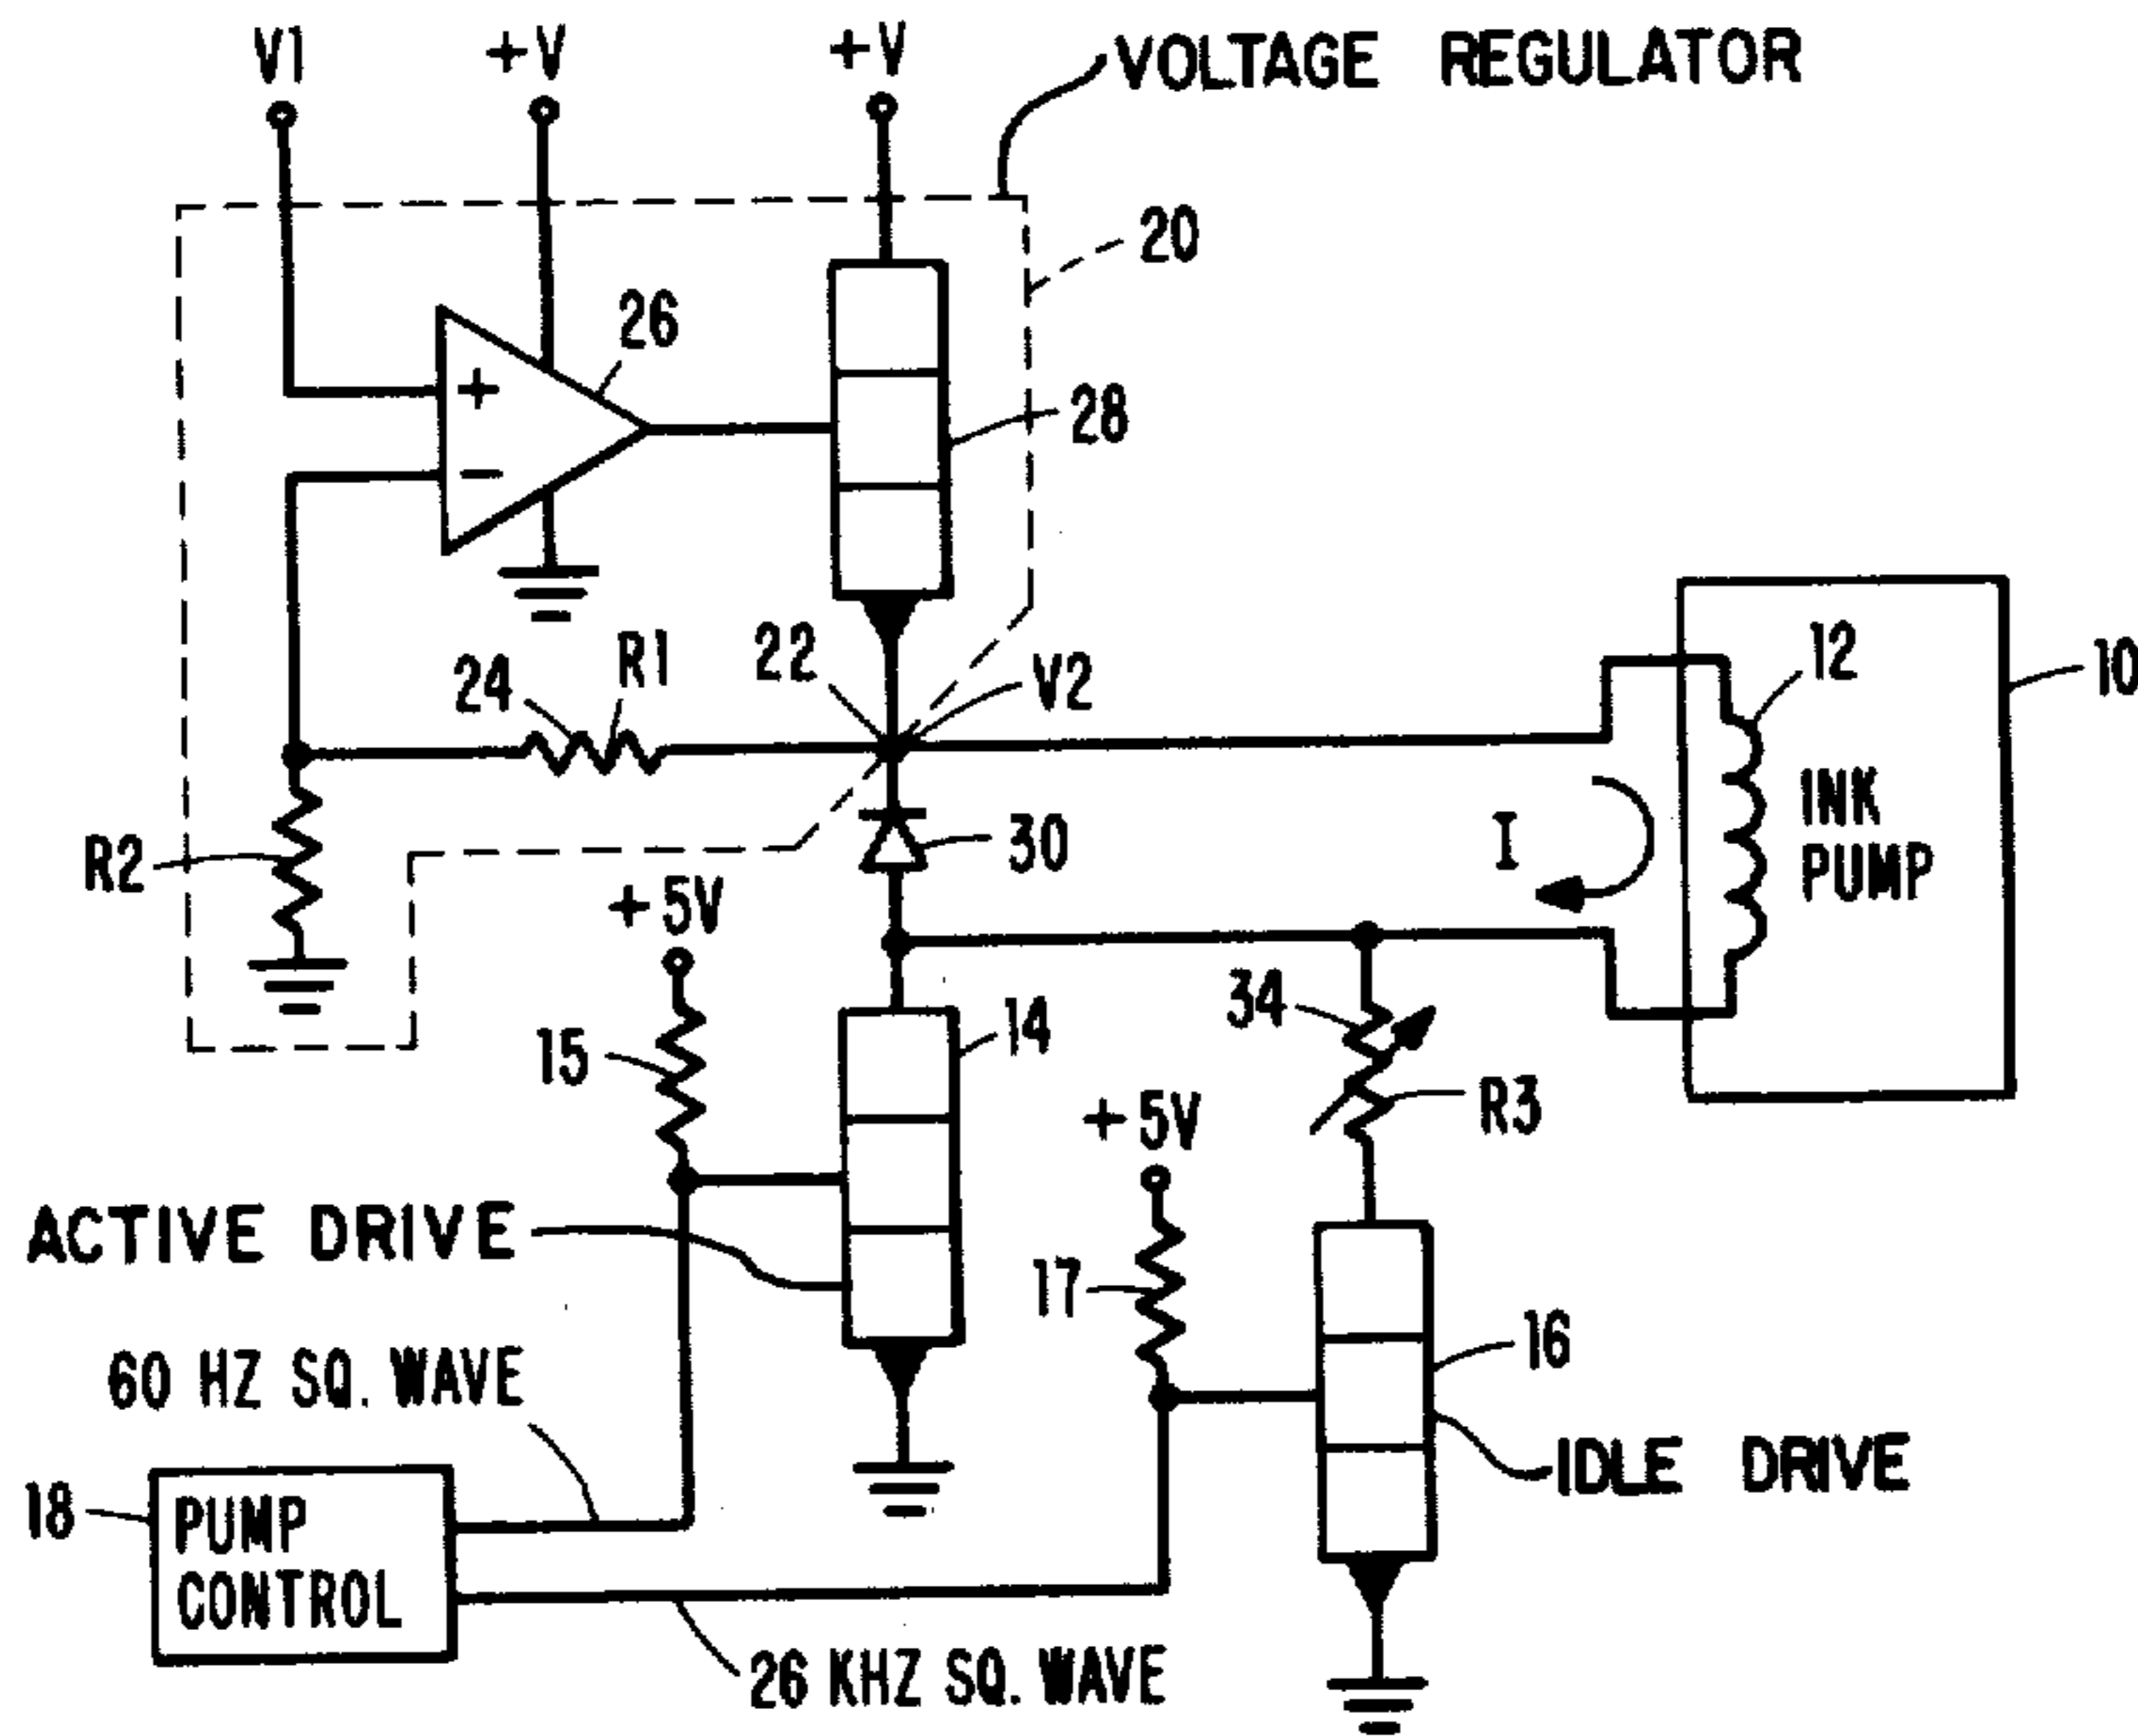 V1
+V
+V
VOLTAGE REGULATOR
20
26
+
28
−
22
V2
12
10
24
R1
INK
PUMP
I
R2
30
+5V
34
14
15
R3
+5V
ACTIVE DRIVE
17
16
60 HZ SQ. WAVE
IDLE DRIVE
18
PUMP
CONTROL
26 KHZ SQ. WAVE